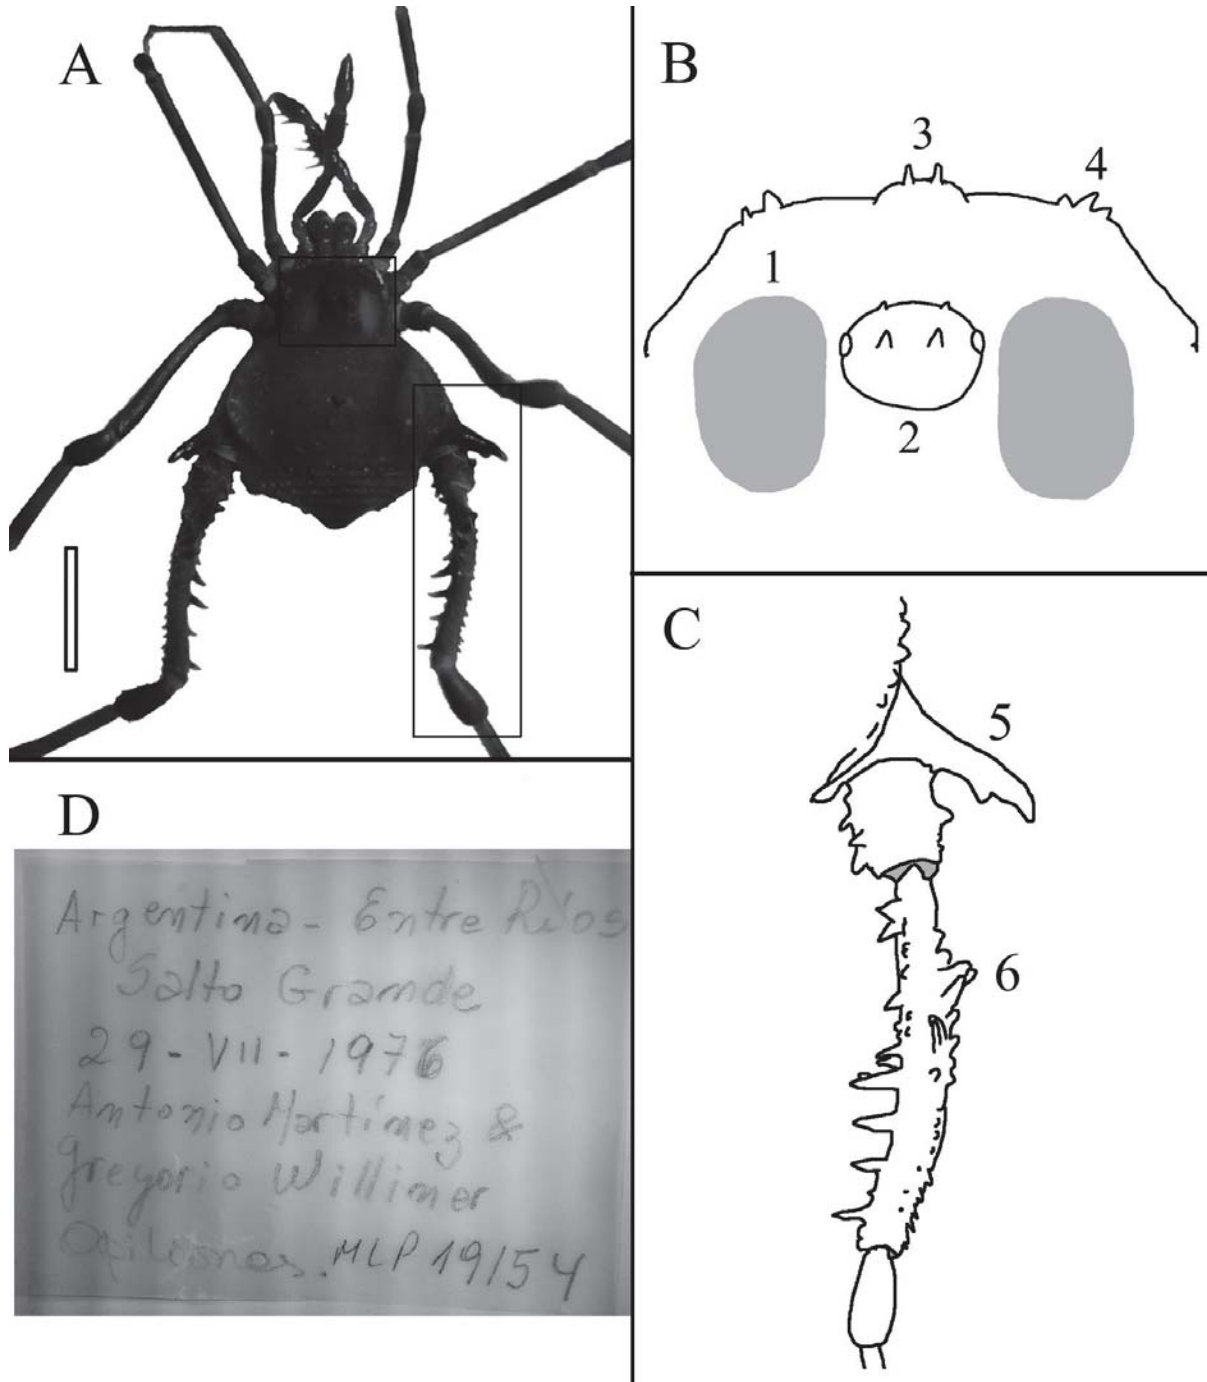 A
B
3
4
1
2
C
5
6
D
Argentina - Entre Ríos
Salto Grande
29 - VII - 1976
Antonio Martínez &
Gregorio Willimer
Opiliones. MLP 19154